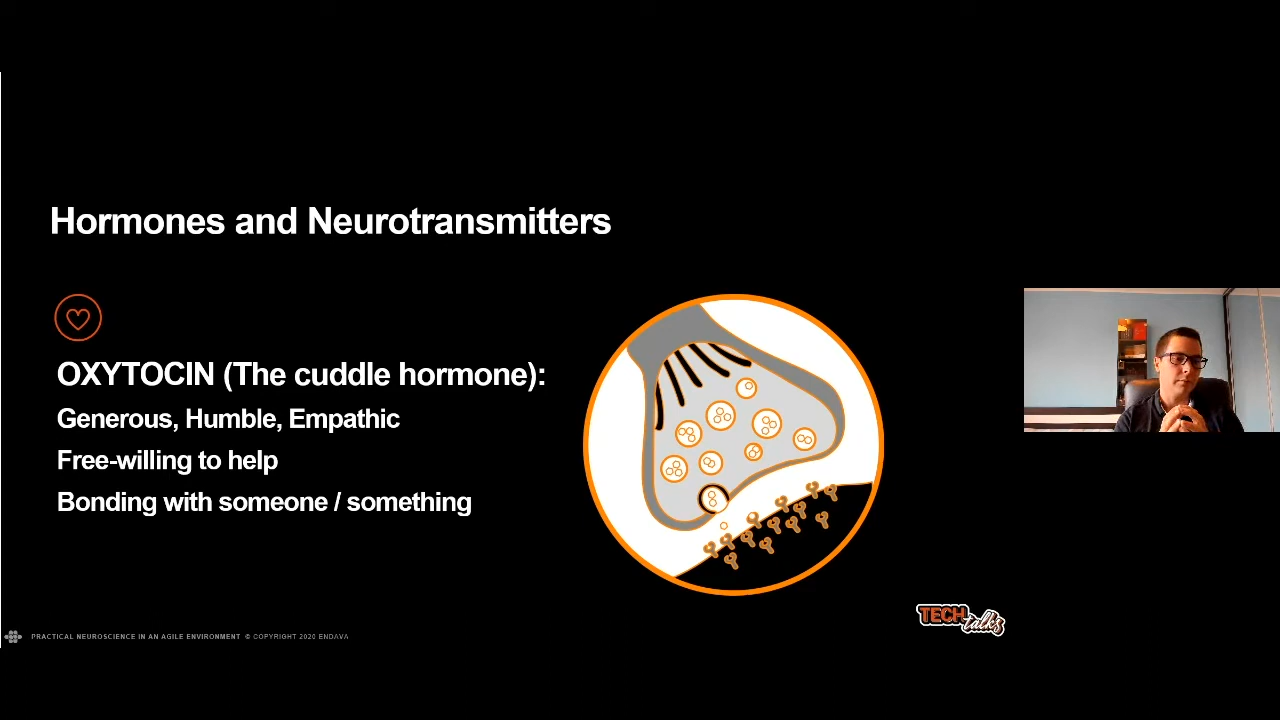 Hormones and Neurotransmitters
OXYTOCIN (The cuddle hormone):
Generous, Humble, Empathic
Free-willing to help
Bonding with someone / something
TECH
talks
PRACTICAL NEUROSCIENCE IN AN AGILE ENVIRONMENT © COPYRIGHT 2020 ENDAVA